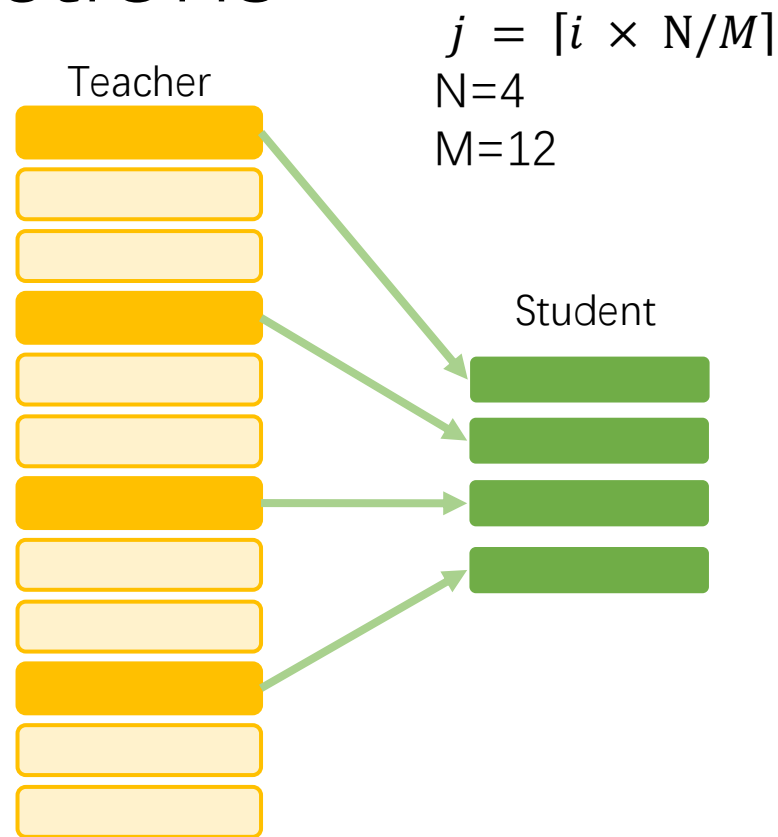 j = ⌈i × N/M⌉
Teacher
N=4
M=12
Student